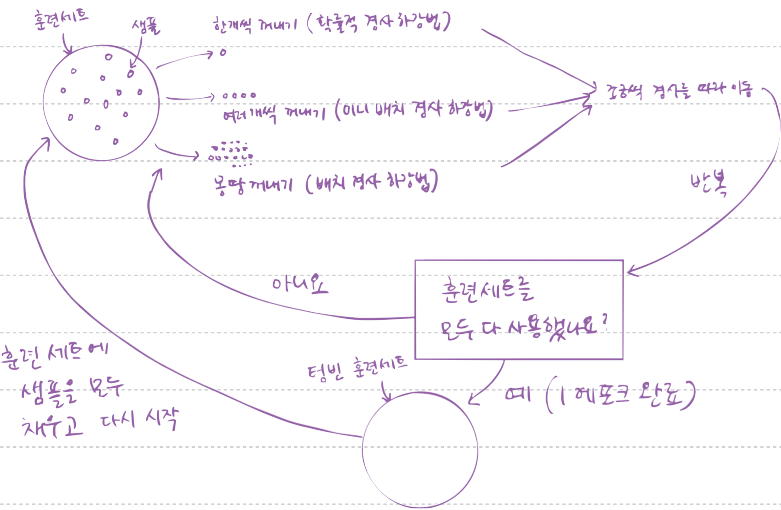 훈련세트
샘플
한개씩 꺼내기 (확률적 경사 하강법)
여러개씩 꺼내기 (미니 배치 경사 하강법)
몽땅 꺼내기 (배치 경사 하강법)
조금씩 경사를 따라 이동
반복
훈련세트를
모두 다 사용했나요?
아니요
예 (1 에포크 완료)
텅빈 훈련세트
훈련 세트에
샘플을 모두
채우고 다시 시작